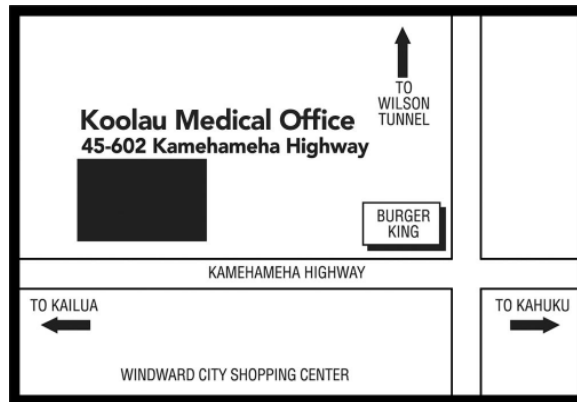 TO
WILSON
TUNNEL
Koolau Medical Office
45-602 Kamehameha Highway
BURGER
KING
KAMEHAMEHA HIGHWAY
TO KAILUA
TO KAHUKU
WINDWARD CITY SHOPPING CENTER